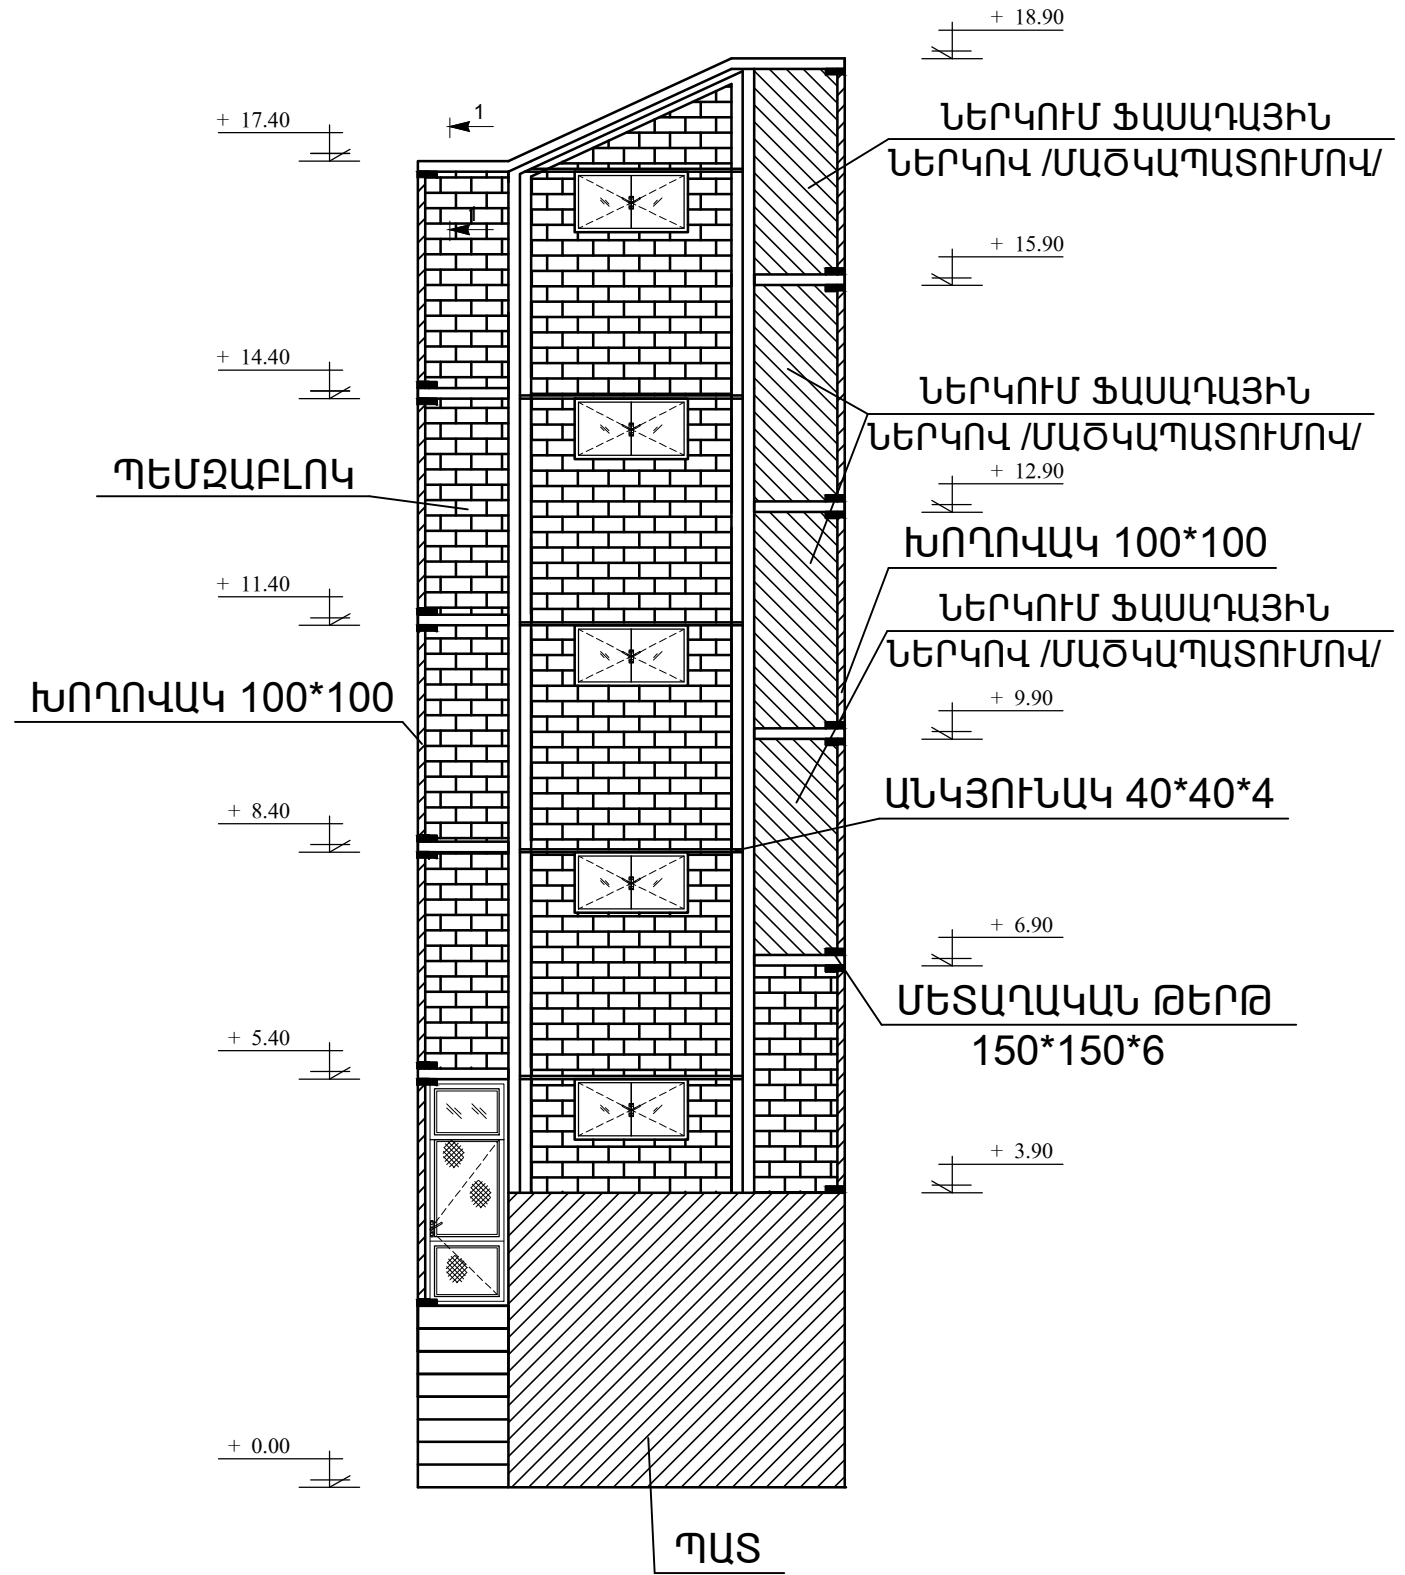 + 18.90
+ 17.40
1
ՆԵՐԿՈՒՄ ՖԱՍԱԴԱՅԻՆ
ՆԵՐԿՈՎ /ՄԱԾԿԱՊԱՏՈՒՄՈՎ/
1
+ 15.90
+ 14.40
ՆԵՐԿՈՒՄ ՖԱՍԱԴԱՅԻՆ
ՆԵՐԿՈՎ /ՄԱԾԿԱՊԱՏՈՒՄՈՎ/
+ 12.90
ՊԵՄԶԱԲԼՈԿ
ԽՈՂՈՎԱԿ 100*100
+ 11.40
ՆԵՐԿՈՒՄ ՖԱՍԱԴԱՅԻՆ
ՆԵՐԿՈՎ /ՄԱԾԿԱՊԱՏՈՒՄՈՎ/
ԽՈՂՈՎԱԿ 100*100
+ 9.90
ԱՆԿՅՈՒՆԱԿ 40*40*4
+ 8.40
+ 6.90
ՄԵՏԱՂԱԿԱՆ ԹԵՐԹ
150*150*6
+ 5.40
+ 3.90
+ 0.00
ՊԱՏ